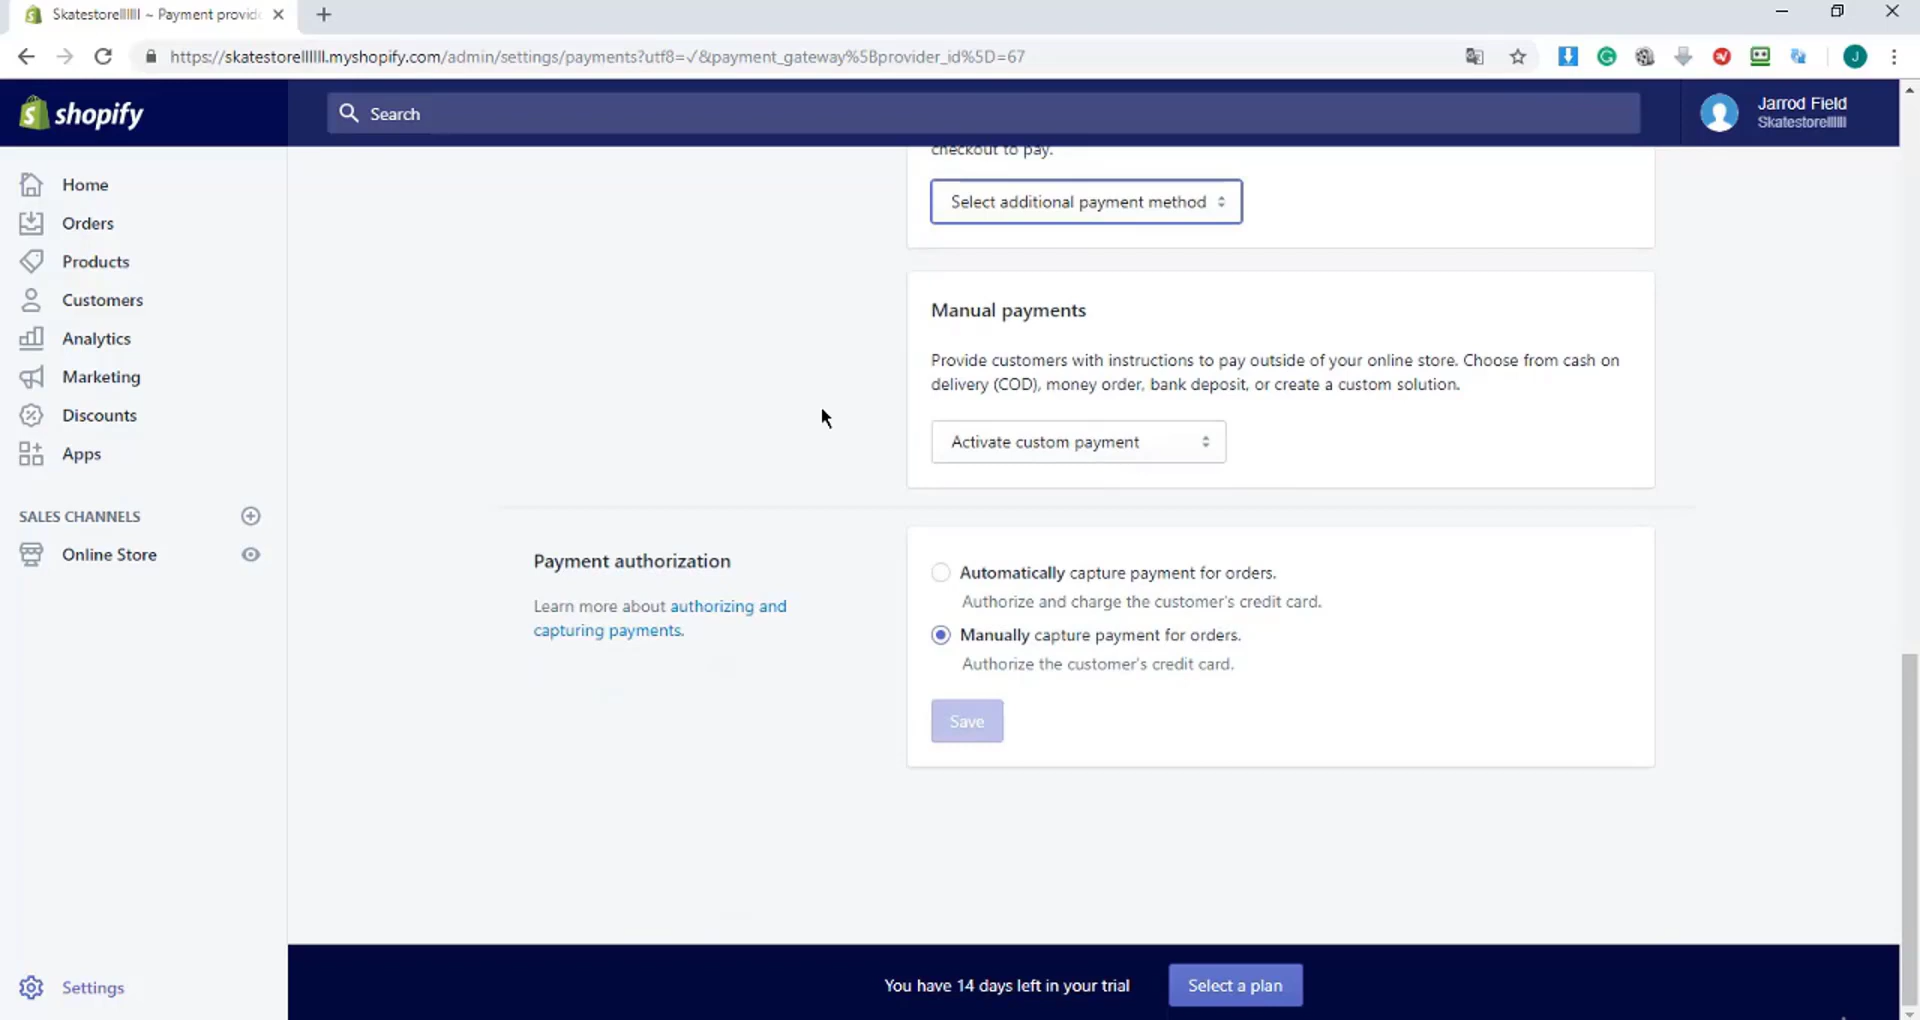 Skatestorellllll ~ Payment provid
https://skatestorellllll.myshopify.com/admin/settings/payments?utf8=✓&payment_gateway%5Bprovider_id%5D=67
J
shopify
Search
Jarrod Field
Skatestorellllll
Home
Orders
Products
Customers
Analytics
Marketing
Discounts
Apps
SALES CHANNELS
Online Store
Settings
checkout to pay.
Select additional payment method
Manual payments
Provide customers with instructions to pay outside of your online store. Choose from cash on
delivery (COD), money order, bank deposit, or create a custom solution.
Activate custom payment
Payment authorization
Learn more about authorizing and
capturing payments.
Automatically capture payment for orders.
Authorize and charge the customer's credit card.
Manually capture payment for orders.
Authorize the customer's credit card.
Save
You have 14 days left in your trial
Select a plan